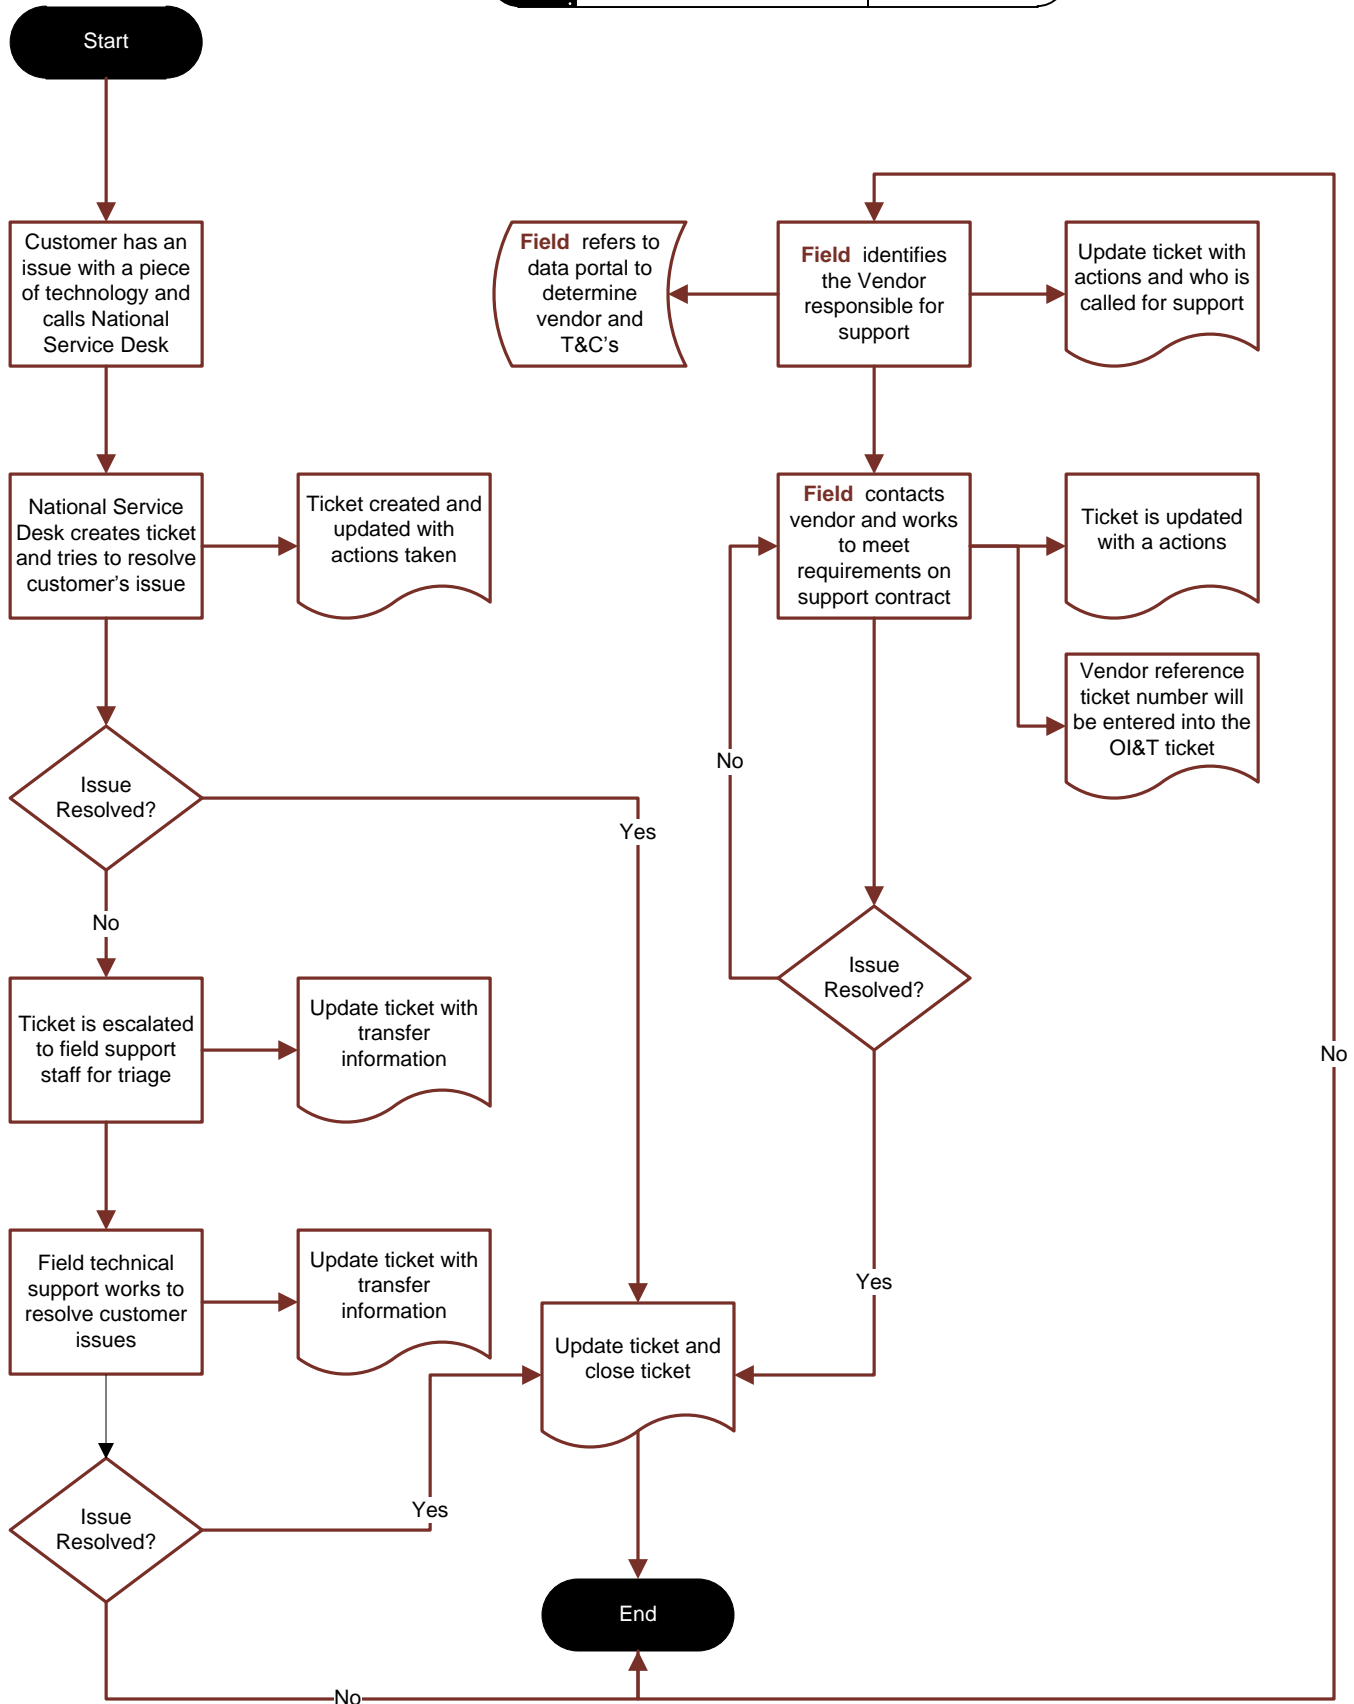 Start
Customer has an
issue with a piece
of technology and
calls National
Service Desk
National Service
Desk creates ticket
and tries to resolve
customer's issue
Ticket created and
updated with
actions taken
Issue
Resolved?
Yes
No
Ticket is escalated
to field support
staff for triage
Update ticket with
transfer
information
Field technical
support works to
resolve customer
issues
Update ticket with
transfer
information
Issue
Resolved?
Yes
No
Field refers to
data portal to
determine
vendor and
T&C's
Field identifies
the Vendor
responsible for
support
Update ticket with
actions and who is
called for support
Field contacts
vendor and works
to meet
requirements on
support contract
Ticket is updated
with a actions
Vendor reference
ticket number will
be entered into the
OI&T ticket
No
Issue
Resolved?
Yes
No
Update ticket and
close ticket
End